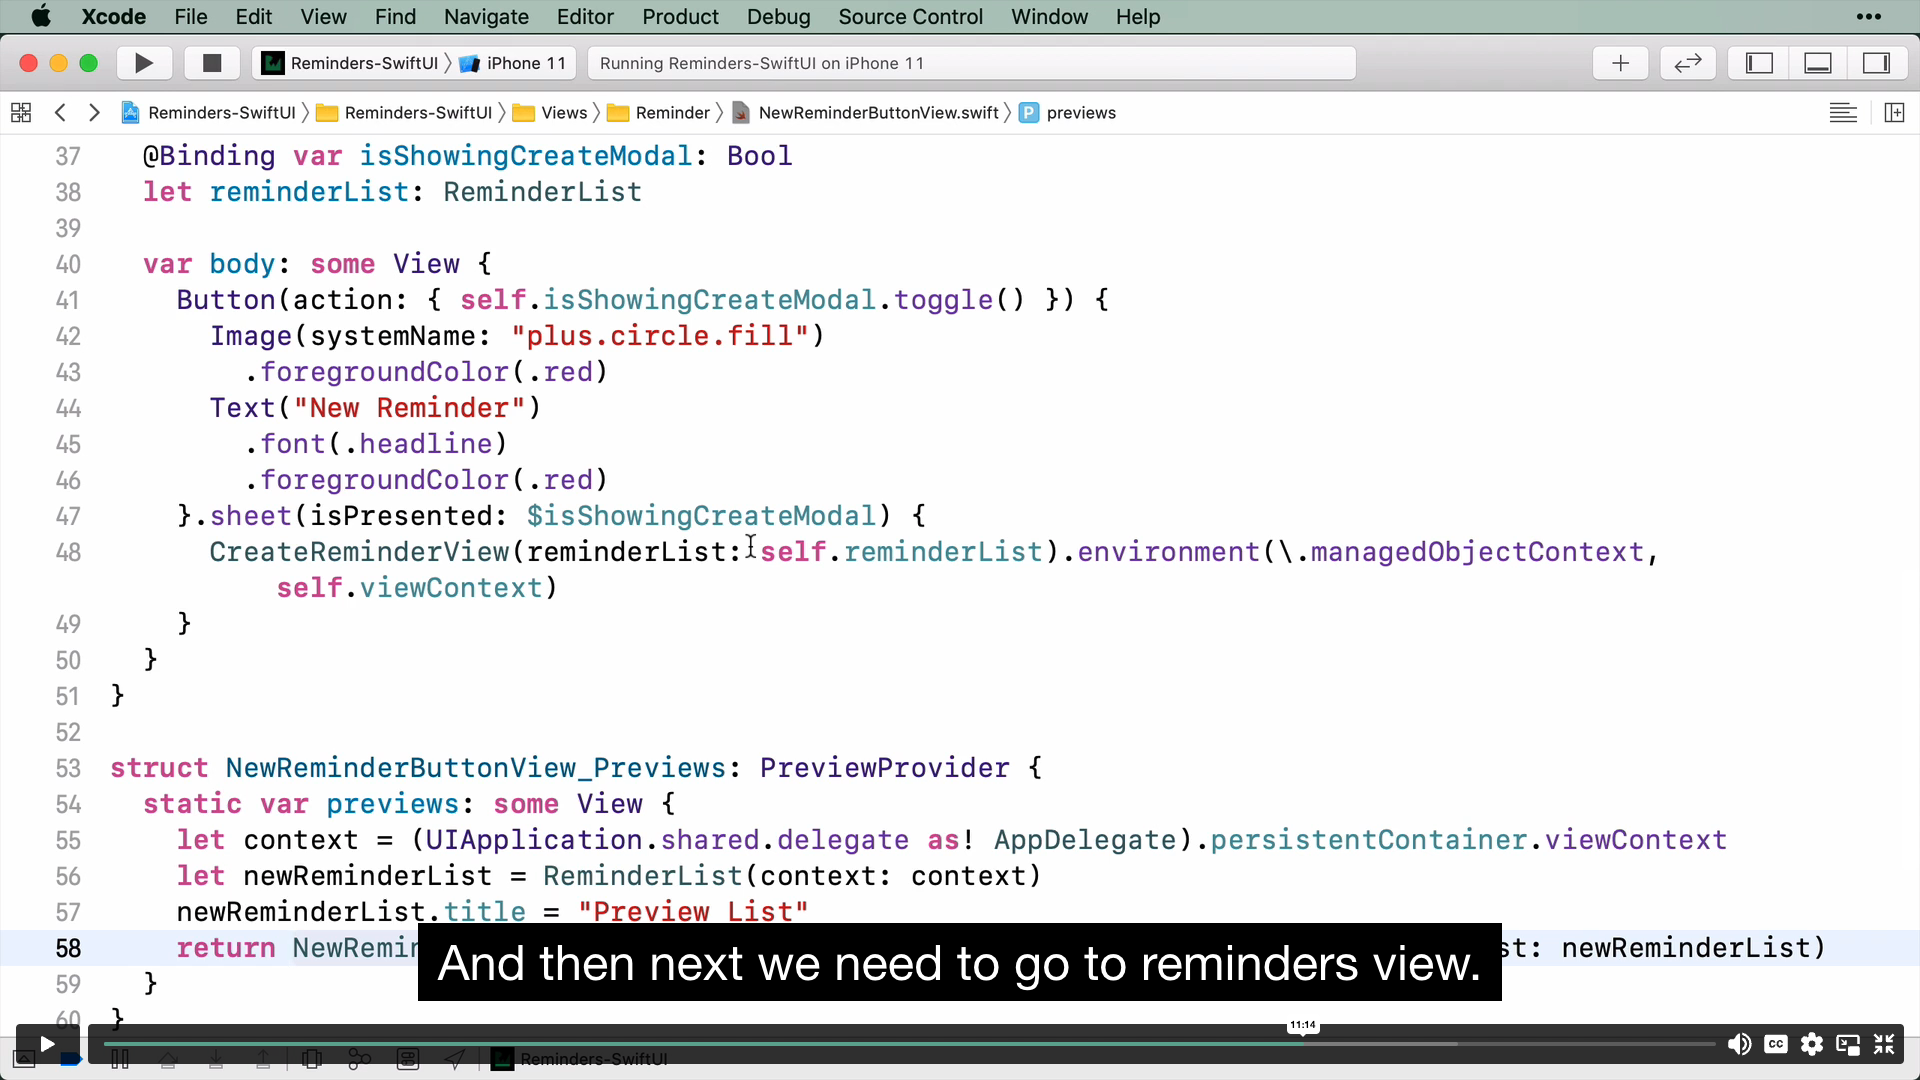 Xcode File Edit View Find Navigate Editor Product Debug Source Control Window Help
Reminders-SwiftUI 〉 iPhone 11
Running Reminders-SwiftUI on iPhone 11
Reminders-SwiftUI 〉 Reminders-SwiftUI 〉 Views 〉 Reminder 〉 NewReminderButtonView.swift 〉 P previews
37 @Binding var isShowingCreateModal: Bool
38 let reminderList: ReminderList
39
40 var body: some View {
41 Button(action: { self.isShowingCreateModal.toggle() }) {
42 Image(systemName: "plus.circle.fill")
43 .foregroundColor(.red)
44 Text("New Reminder")
45 .font(.headline)
46 .foregroundColor(.red)
47 }.sheet(isPresented: $isShowingCreateModal) {
48 CreateReminderView(reminderList: self.reminderList).environment(\.managedObjectContext,
self.viewContext)
49 }
50 }
51 }
52
53 struct NewReminderButtonView_Previews: PreviewProvider {
54 static var previews: some View {
55 let context = (UIApplication.shared.delegate as! AppDelegate).persistentContainer.viewContext
56 let newReminderList = ReminderList(context: context)
57 newReminderList.title = "Preview List"
58 return NewRemin st: newReminderList)
And then next we need to go to reminders view.
59 }
60 }
11:14
CC
Reminders-SwiftUI